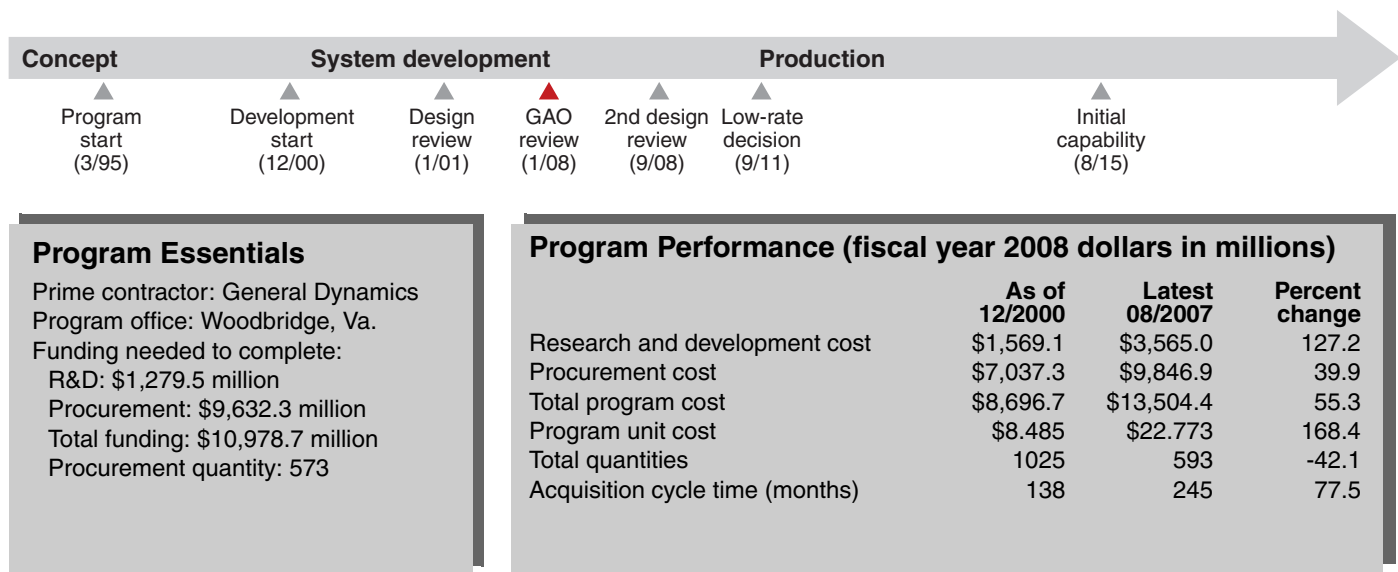 Concept System development Production
Program start (3/95)
Development start (12/00)
Design review (1/01)
GAO review (1/08)
2nd design review (9/08)
Low-rate decision (9/11)
Initial capability (8/15)
Program Essentials
Prime contractor: General Dynamics
Program office: Woodbridge, Va.
Funding needed to complete:
R&D: $1,279.5 million
Procurement: $9,632.3 million
Total funding: $10,978.7 million
Procurement quantity: 573
Program Performance (fiscal year 2008 dollars in millions)
As of 12/2000 Latest 08/2007 Percent change
Research and development cost $1,569.1 $3,565.0 127.2
Procurement cost $7,037.3 $9,846.9 39.9
Total program cost $8,696.7 $13,504.4 55.3
Program unit cost $8.485 $22.773 168.4
Total quantities 1025 593 -42.1
Acquisition cycle time (months) 138 245 77.5